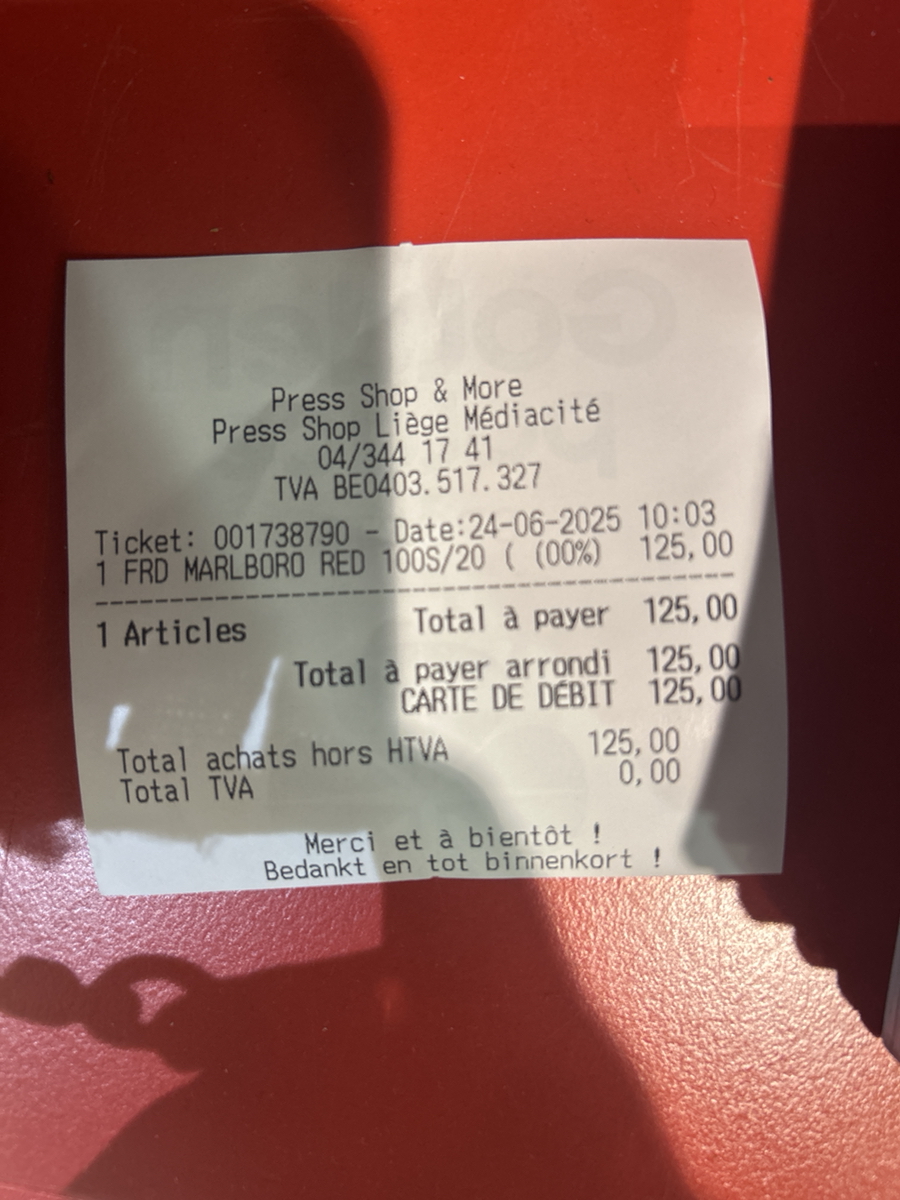 Press Shop & More
Press Shop Liège Médiacité
04/344 17 41
TVA BE0403.517.327
Ticket: 001738790 - Date:24-06-2025 10:03
1 FRD MARLBORO RED 100S/20 ( (00%) 125,00
1 Articles Total à payer 125,00
Total à payer arrondi 125,00
CARTE DE DÉBIT 125,00
Total achats hors HTVA 125,00
Total TVA 0,00
Merci et à bientôt !
Bedankt en tot binnenkort !